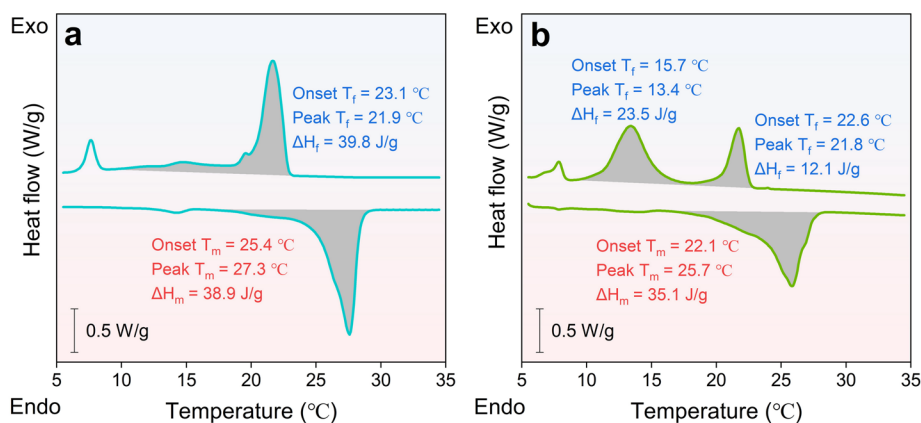 Exo
a
Heat flow (W/g)
Onset T_f = 23.1 ℃
Peak T_f = 21.9 ℃
ΔH_f = 39.8 J/g
Onset T_m = 25.4 ℃
Peak T_m = 27.3 ℃
ΔH_m = 38.9 J/g
0.5 W/g
5 10 15 20 25 30 35
Endo
Temperature (℃)
Exo
b
Heat flow (W/g)
Onset T_f = 15.7 ℃
Peak T_f = 13.4 ℃
ΔH_f = 23.5 J/g
Onset T_f = 22.6 ℃
Peak T_f = 21.8 ℃
ΔH_f = 12.1 J/g
Onset T_m = 22.1 ℃
Peak T_m = 25.7 ℃
ΔH_m = 35.1 J/g
0.5 W/g
5 10 15 20 25 30 35
Endo
Temperature (℃)